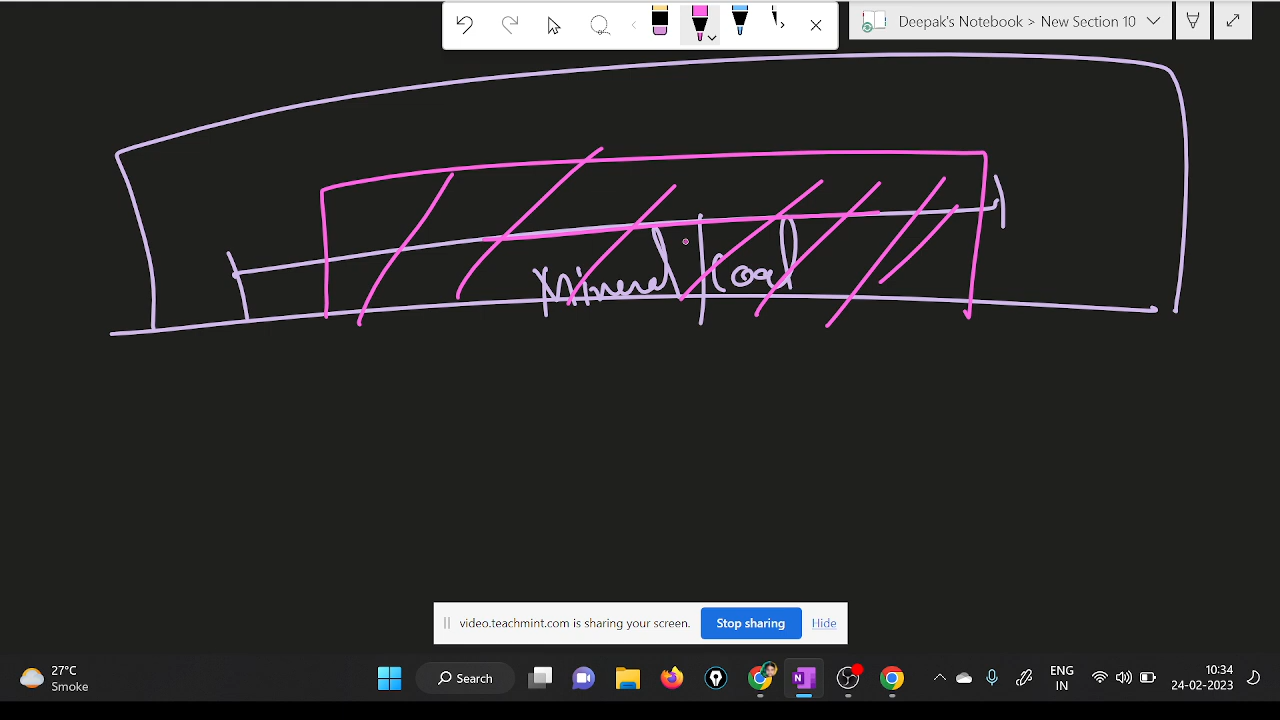 Deepak's Notebook > New Section 10
Mineral Coal
video.teachmint.com is sharing your screen.
Stop sharing
Hide
27°C
Smoke
Search
ENG
IN
10:34
24-02-2023